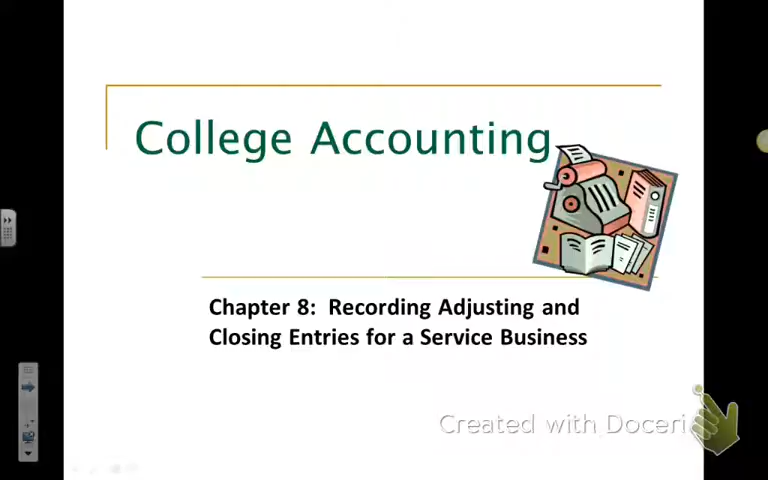 College Accounting
Chapter 8: Recording Adjusting and
Closing Entries for a Service Business
Created with Doceri